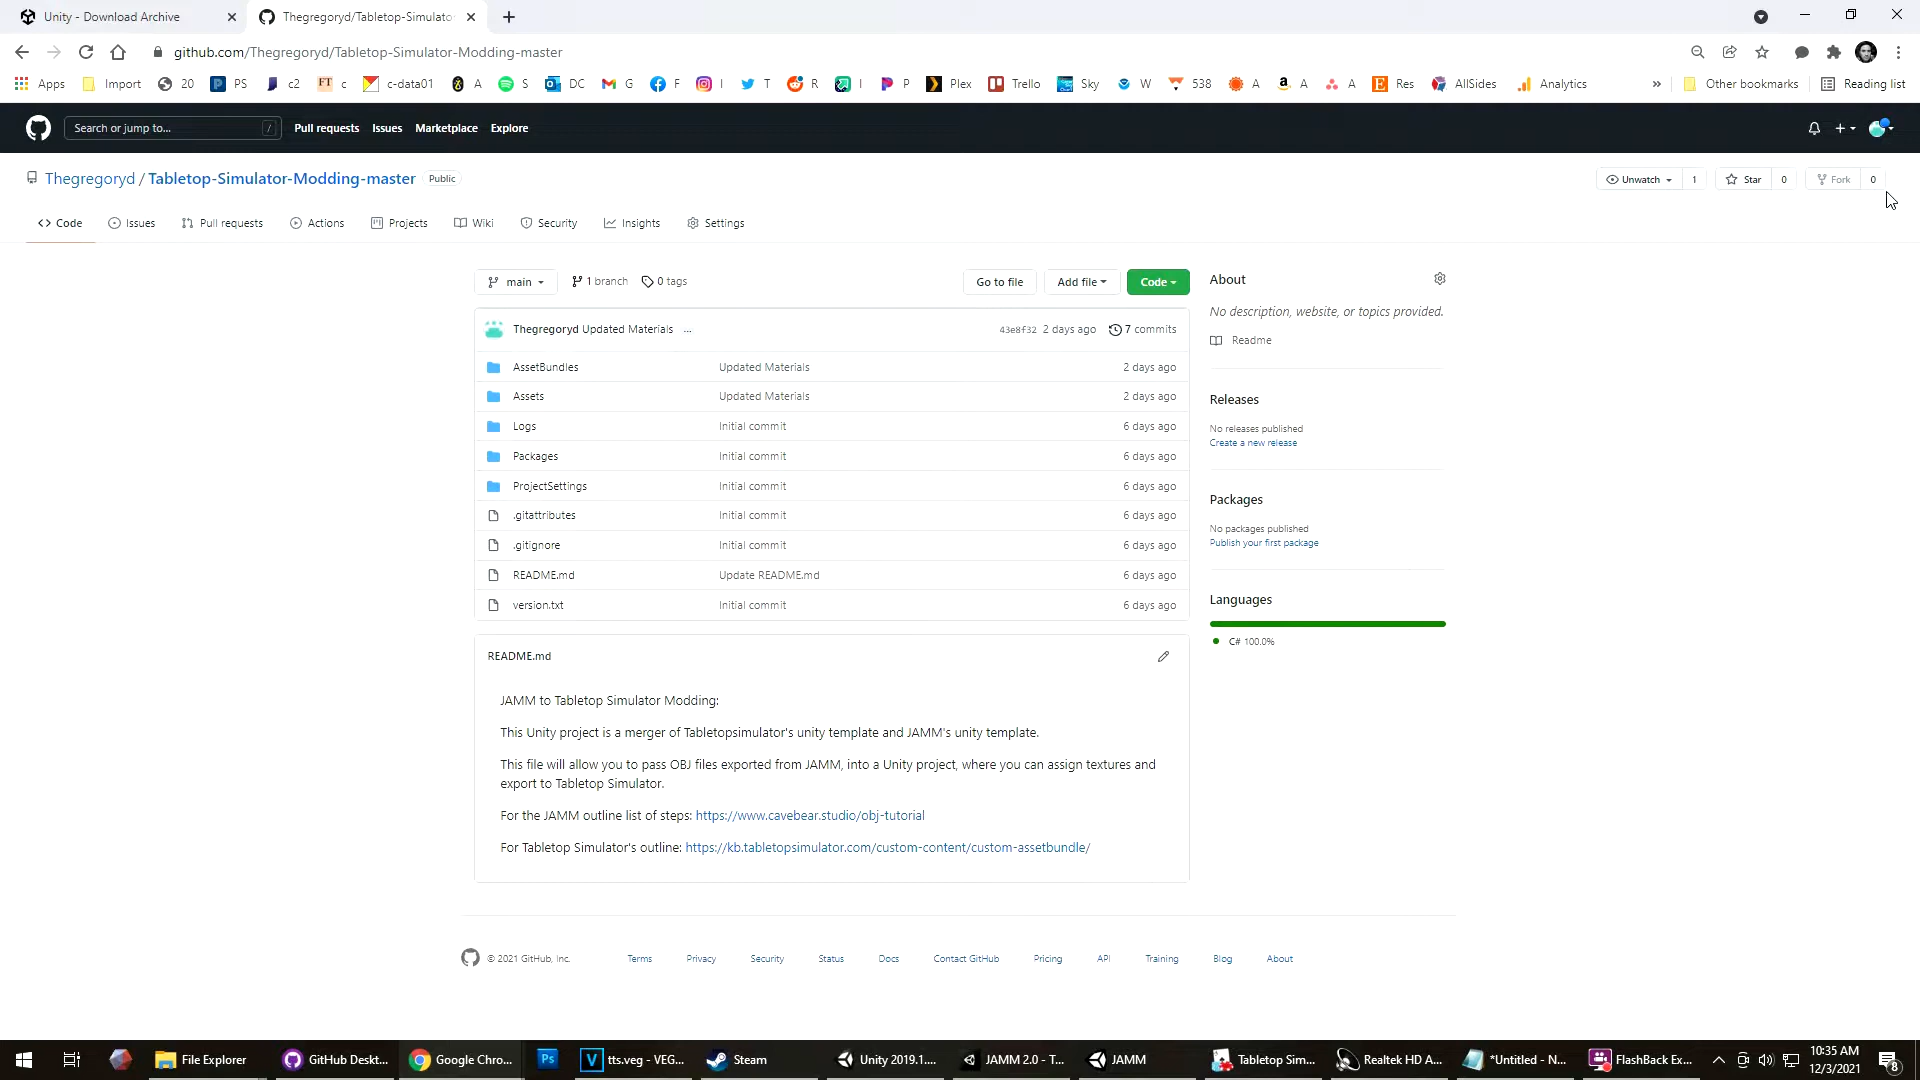 Unity - Download Archive
Thegregoryd/Tabletop-Simulator
github.com/Thegregoryd/Tabletop-Simulator-Modding-master
Apps Import 20 PS c2 c c-data01 A S DC G F I T R I P Plex Trello Sky W 538 A A A Res AllSides Analytics » Other bookmarks Reading list
Search or jump to... / Pull requests Issues Marketplace Explore
Thegregoryd / Tabletop-Simulator-Modding-master Public
Unwatch 1 Star 0 Fork 0
Code Issues Pull requests Actions Projects Wiki Security Insights Settings
main 1 branch 0 tags Go to file Add file Code
Thegregoryd Updated Materials ... 43e8f32 2 days ago 7 commits
AssetBundles Updated Materials 2 days ago
Assets Updated Materials 2 days ago
Logs Initial commit 6 days ago
Packages Initial commit 6 days ago
ProjectSettings Initial commit 6 days ago
.gitattributes Initial commit 6 days ago
.gitignore Initial commit 6 days ago
README.md Update README.md 6 days ago
version.txt Initial commit 6 days ago
README.md
JAMM to Tabletop Simulator Modding:
This Unity project is a merger of Tabletopsimulator's unity template and JAMM's unity template.
This file will allow you to pass OBJ files exported from JAMM, into a Unity project, where you can assign textures and
export to Tabletop Simulator.
For the JAMM outline list of steps: https://www.cavebear.studio/obj-tutorial
For Tabletop Simulator's outline: https://kb.tabletopsimulator.com/custom-content/custom-assetbundle/
About
No description, website, or topics provided.
Readme
Releases
No releases published
Create a new release
Packages
No packages published
Publish your first package
Languages
C# 100.0%
© 2021 GitHub, Inc. Terms Privacy Security Status Docs Contact GitHub Pricing API Training Blog About
File Explorer GitHub Deskt... Google Chro... Ps tts.veg - VEG... Steam Unity 2019.1.... JAMM 2.0 - T... JAMM Tabletop Sim... Realtek HD A... *Untitled - N... FlashBack Ex...
10:35 AM
12/3/2021
8